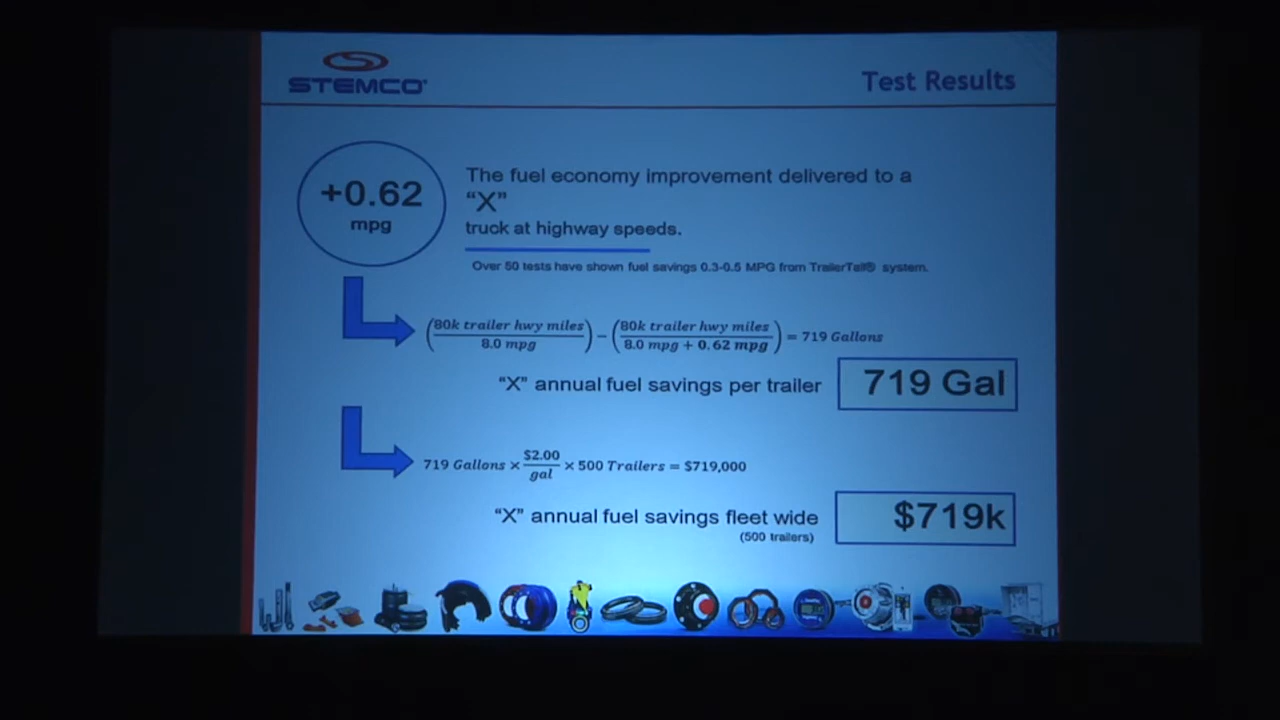 STEMCO
Test Results
+0.62
mpg
The fuel economy improvement delivered to a
“X”
truck at highway speeds.
Over 50 tests have shown fuel savings 0.3-0.5 MPG from TrailerTail® system.
(80k trailer hwy miles / 8.0 mpg) − (80k trailer hwy miles / 8.0 mpg + 0.62 mpg) = 719 Gallons
“X” annual fuel savings per trailer
719 Gal
719 Gallons × $2.00 / gal × 500 Trailers = $719,000
“X” annual fuel savings fleet wide
(500 trailers)
$719k